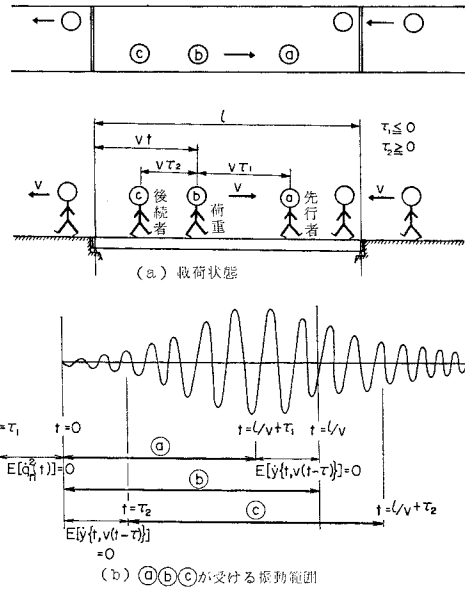 ⓒ ⓑ ⓐ
l
τ₁≦0
τ₂≧0
vt
vτ₂ vτ₁
v v v v
ⓒ 後続者 ⓑ 荷重 ⓐ 先行者
(a) 載荷状態
=τ₁ t=0 t=l/v+τ₁ t=l/v
ⓐ
E[q̇n²(t)]=0 E[ẏ{t,v(t-τ)}]=0
ⓑ
t=τ₂ ⓒ t=l/v+τ₂
E[ẏ{t,v(t-τ)}]
=0
(b) ⓐⓑⓒが受ける振動範囲